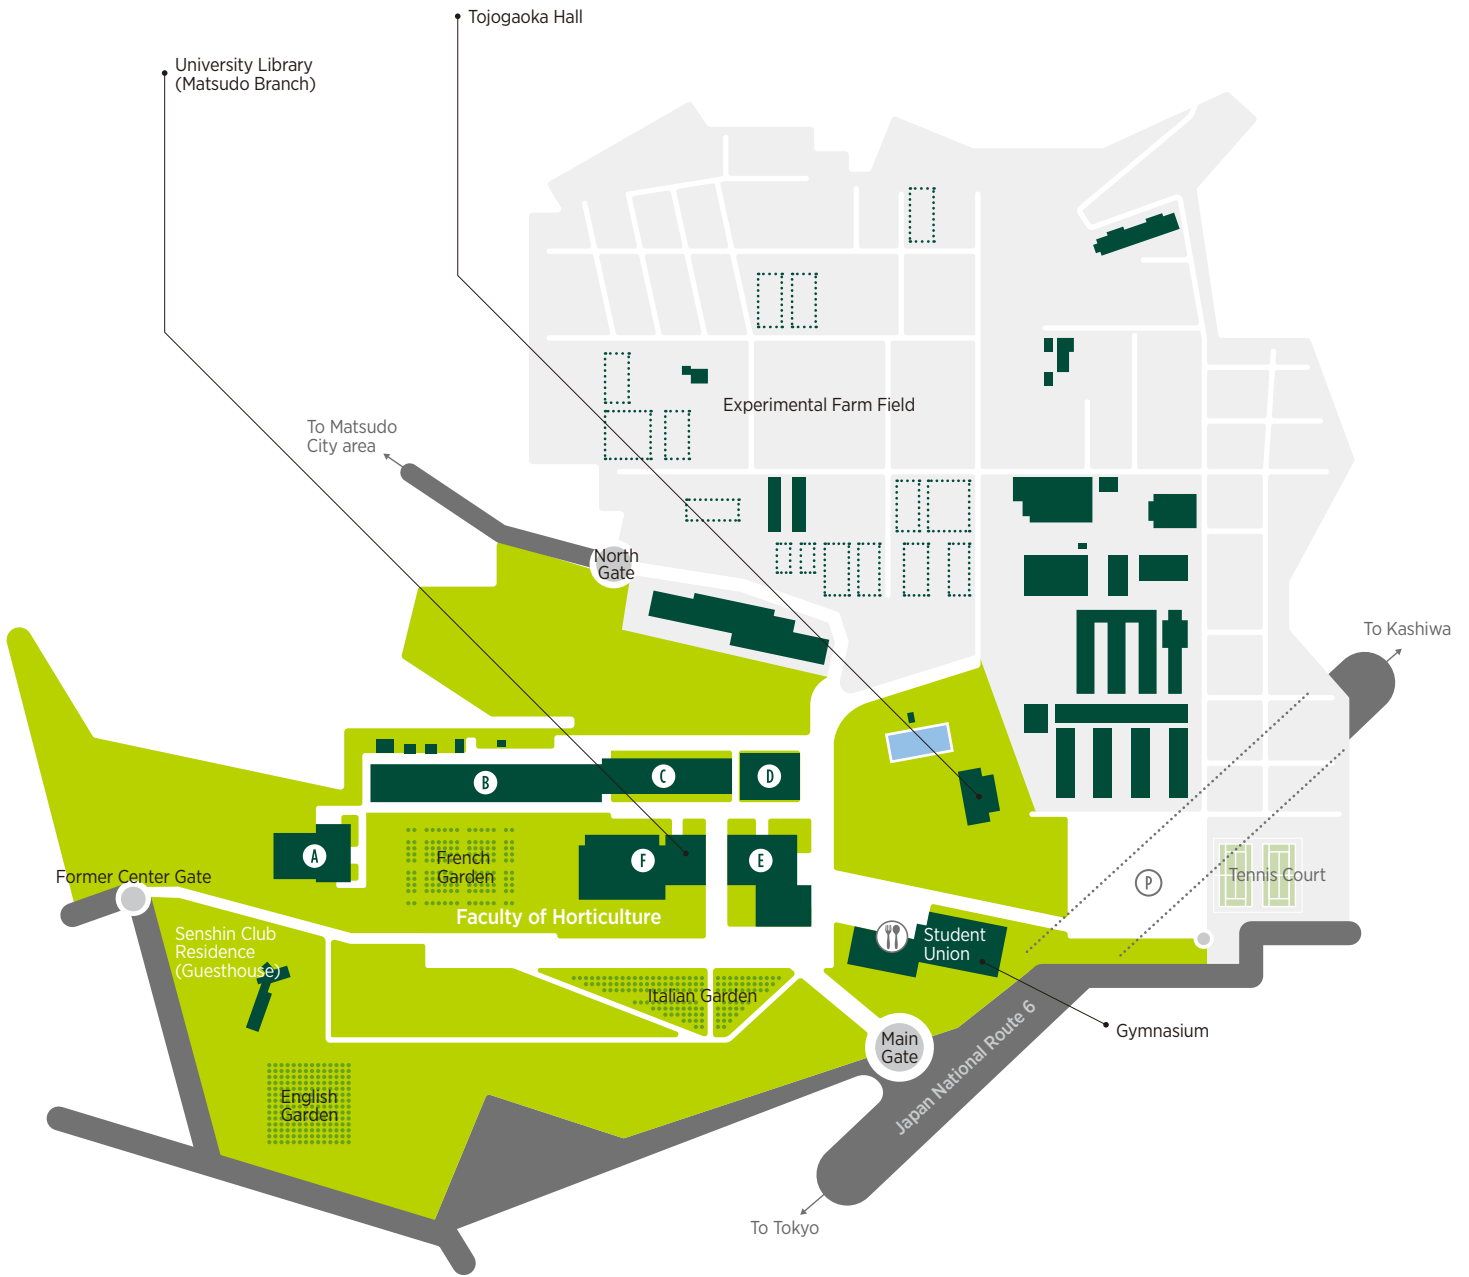 Tojogaoka Hall
University Library
(Matsudo Branch)
Experimental Farm Field
To Matsudo
City area
North
Gate
To Kashiwa
B
C
D
A
F
E
French
Garden
Former Center Gate
P
Tennis Court
Faculty of Horticulture
Senshin Club
Residence
(Guesthouse)
Student
Union
Italian Garden
Gymnasium
Main
Gate
Japan National Route 6
English
Garden
To Tokyo